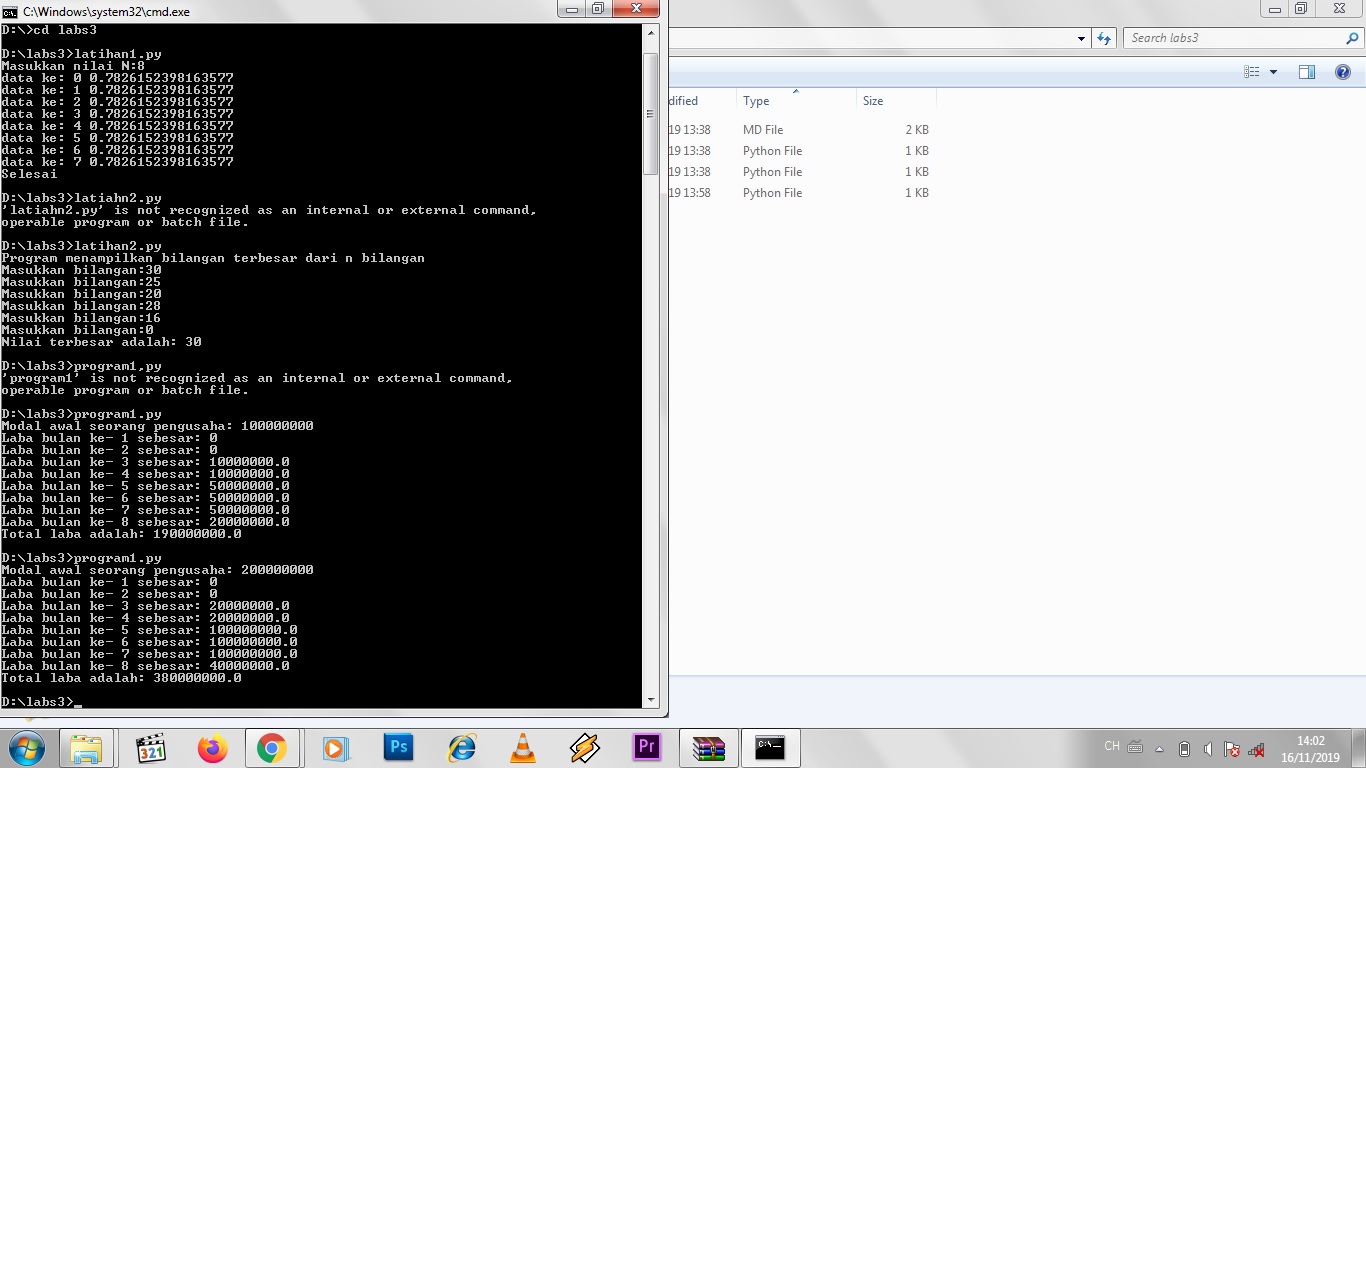 C:\Windows\system32\cmd.exe
D:\>cd labs3
D:\labs3>latihan1.py
Masukkan nilai N:8
data ke: 0 0.7826152398163577
data ke: 1 0.7826152398163577
data ke: 2 0.7826152398163577
data ke: 3 0.7826152398163577
data ke: 4 0.7826152398163577
data ke: 5 0.7826152398163577
data ke: 6 0.7826152398163577
data ke: 7 0.7826152398163577
Selesai
D:\labs3>latiahn2.py
'latiahn2.py' is not recognized as an internal or external command,
operable program or batch file.
D:\labs3>latihan2.py
Program menampilkan bilangan terbesar dari n bilangan
Masukkan bilangan:30
Masukkan bilangan:25
Masukkan bilangan:20
Masukkan bilangan:28
Masukkan bilangan:16
Masukkan bilangan:0
Nilai terbesar adalah: 30
D:\labs3>program1,py
'program1' is not recognized as an internal or external command,
operable program or batch file.
D:\labs3>program1.py
Modal awal seorang pengusaha: 100000000
Laba bulan ke- 1 sebesar: 0
Laba bulan ke- 2 sebesar: 0
Laba bulan ke- 3 sebesar: 10000000.0
Laba bulan ke- 4 sebesar: 10000000.0
Laba bulan ke- 5 sebesar: 50000000.0
Laba bulan ke- 6 sebesar: 50000000.0
Laba bulan ke- 7 sebesar: 50000000.0
Laba bulan ke- 8 sebesar: 20000000.0
Total laba adalah: 190000000.0
D:\labs3>program1.py
Modal awal seorang pengusaha: 200000000
Laba bulan ke- 1 sebesar: 0
Laba bulan ke- 2 sebesar: 0
Laba bulan ke- 3 sebesar: 20000000.0
Laba bulan ke- 4 sebesar: 20000000.0
Laba bulan ke- 5 sebesar: 100000000.0
Laba bulan ke- 6 sebesar: 100000000.0
Laba bulan ke- 7 sebesar: 100000000.0
Laba bulan ke- 8 sebesar: 40000000.0
Total laba adalah: 380000000.0
D:\labs3>_
Search labs3
dified Type Size
19 13:38 MD File 2 KB
19 13:38 Python File 1 KB
19 13:38 Python File 1 KB
19 13:58 Python File 1 KB
321 Ps Pr C:\_ CH 14:02
16/11/2019